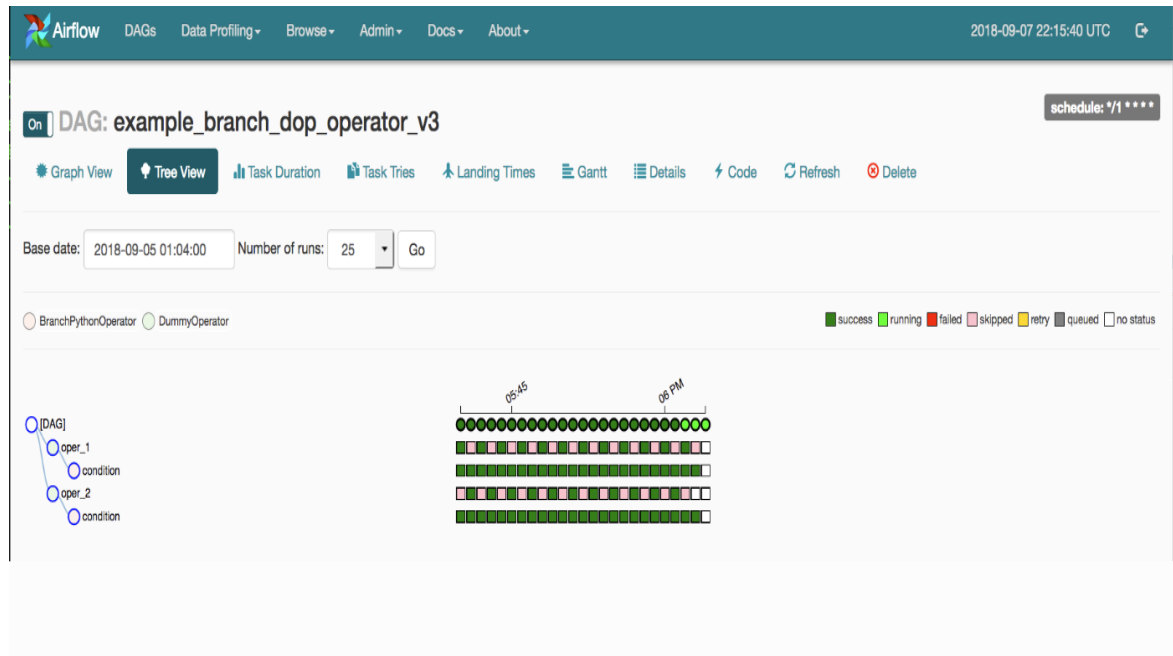 Airflow DAGs Data Profiling Browse Admin Docs About 2018-09-07 22:15:40 UTC
schedule: */1 * * * *
On DAG: example_branch_dop_operator_v3
Graph View Tree View Task Duration Task Tries Landing Times Gantt Details Code Refresh Delete
Base date: 2018-09-05 01:04:00 Number of runs: 25 Go
BranchPythonOperator DummyOperator success running failed skipped retry queued no status
05:45 06 PM
[DAG]
oper_1
condition
oper_2
condition